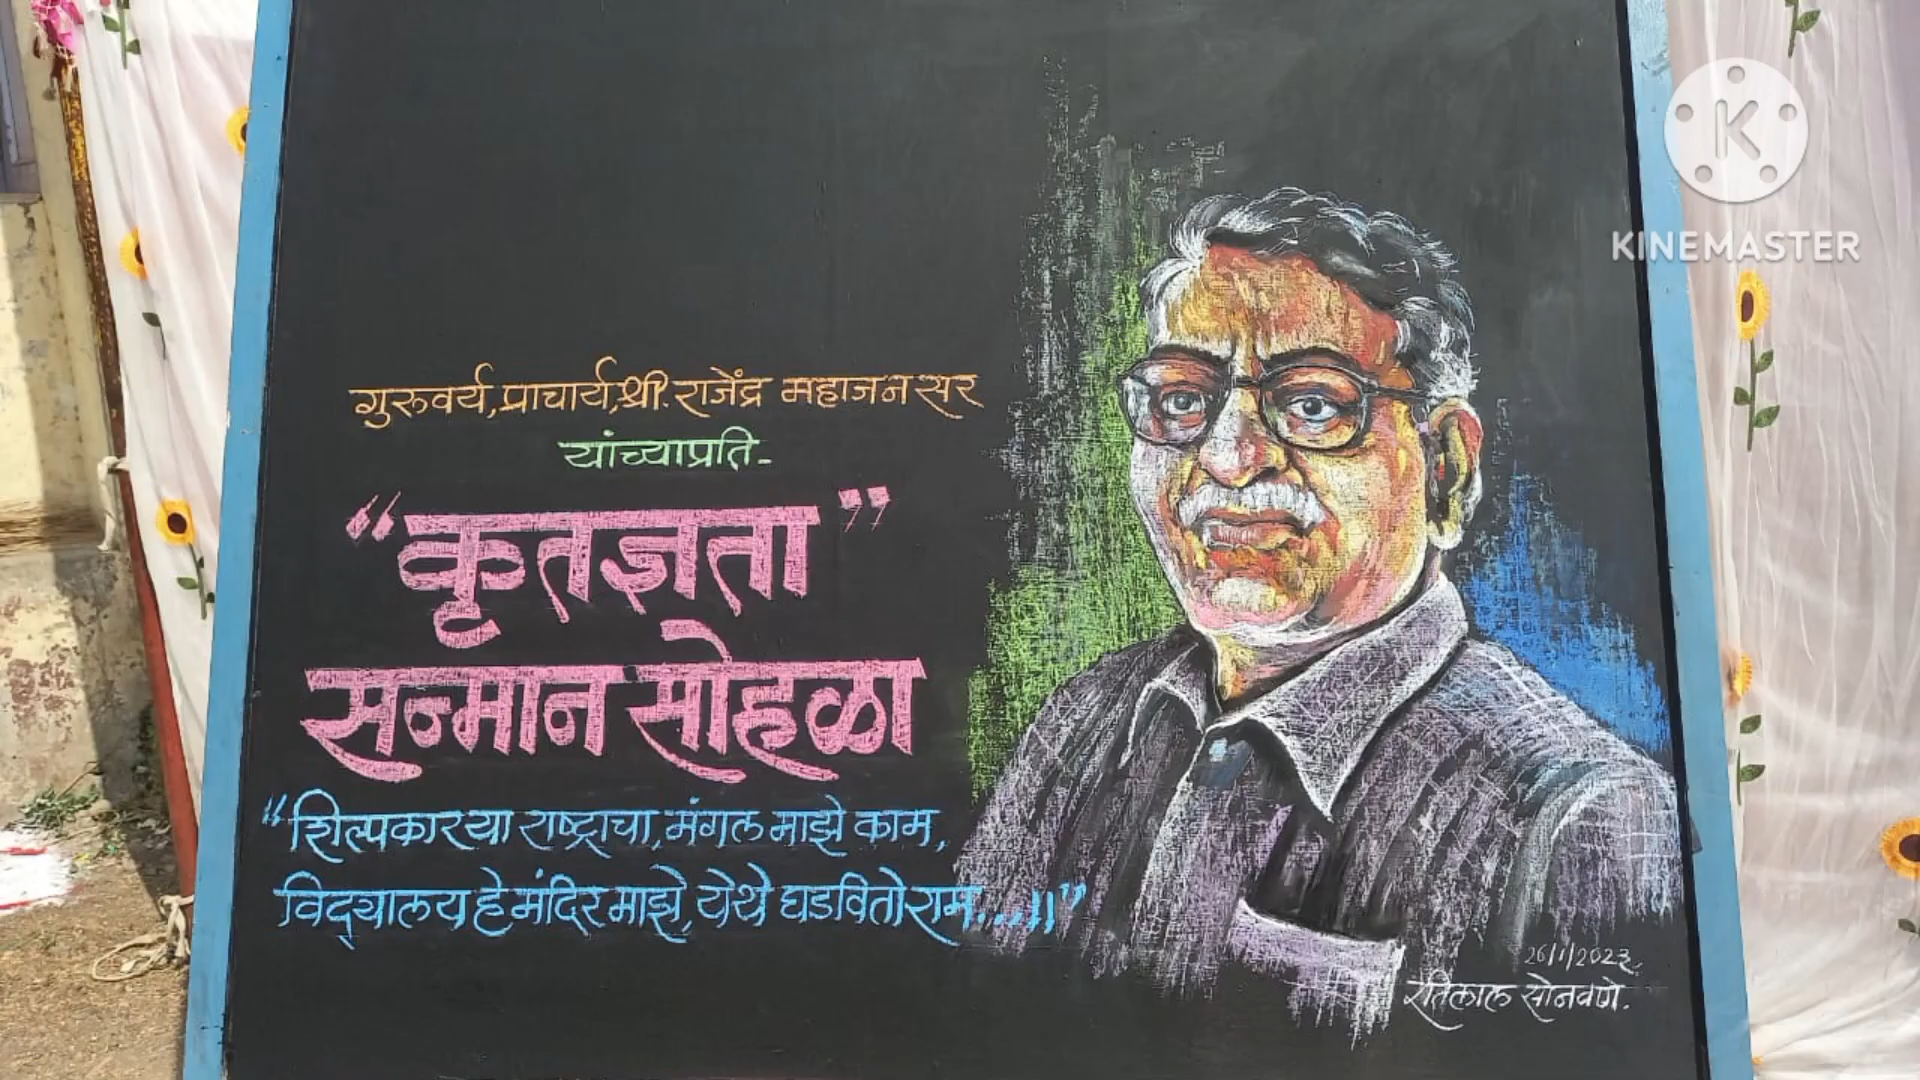 गुरुवर्य, प्राचार्य, श्री. राजेंद्र महाजन सर
यांच्याप्रति-
"कृतज्ञता"
सन्मान सोहळा
"शिल्पकार या राष्ट्राचा, मंगल माझे काम,
विद्यालय हे मंदिर माझे, येथे घडवितो राम...।।"
26/1/2023
रतिलाल सोनवणे.
K
KINEMASTER